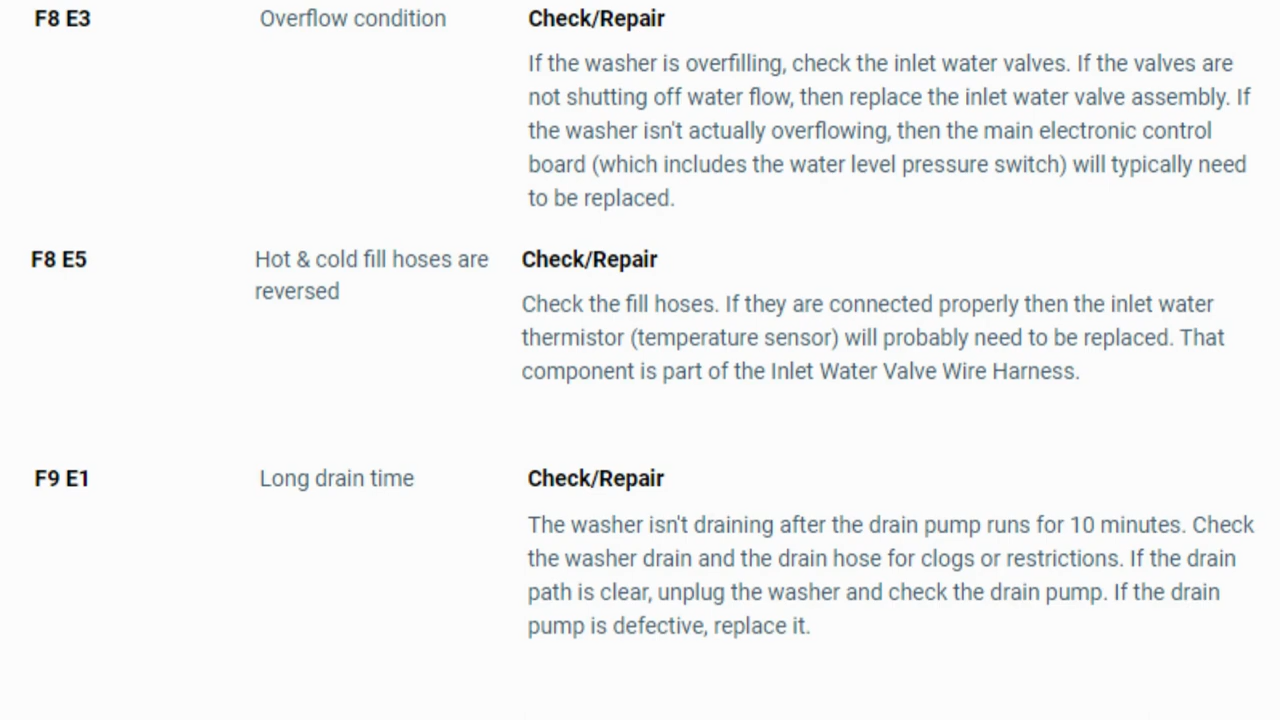 F8 E3 Overflow condition Check/Repair
If the washer is overfilling, check the inlet water valves. If the valves are
not shutting off water flow, then replace the inlet water valve assembly. If
the washer isn't actually overflowing, then the main electronic control
board (which includes the water level pressure switch) will typically need
to be replaced.
F8 E5 Hot & cold fill hoses are Check/Repair
reversed
Check the fill hoses. If they are connected properly then the inlet water
thermistor (temperature sensor) will probably need to be replaced. That
component is part of the Inlet Water Valve Wire Harness.
F9 E1 Long drain time Check/Repair
The washer isn't draining after the drain pump runs for 10 minutes. Check
the washer drain and the drain hose for clogs or restrictions. If the drain
path is clear, unplug the washer and check the drain pump. If the drain
pump is defective, replace it.